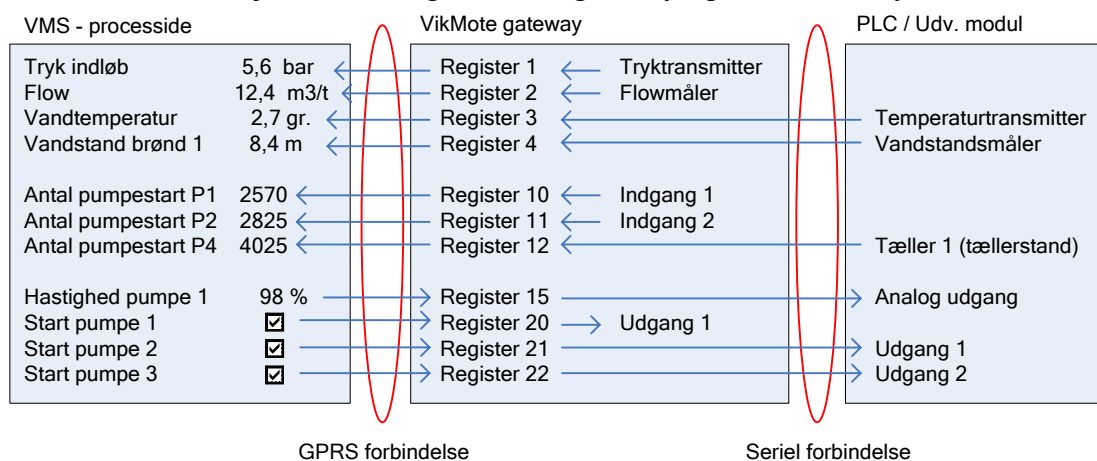 VMS - processide VikMote gateway PLC / Udv. modul
Tryk indløb 5,6 bar Register 1 Tryktransmitter
Flow 12,4 m3/t Register 2 Flowmåler
Vandtemperatur 2,7 gr. Register 3 Temperaturtransmitter
Vandstand brønd 1 8,4 m Register 4 Vandstandsmåler
Antal pumpestart P1 2570 Register 10 Indgang 1
Antal pumpestart P2 2825 Register 11 Indgang 2
Antal pumpestart P4 4025 Register 12 Tæller 1 (tællerstand)
Hastighed pumpe 1 98 % Register 15 Analog udgang
Start pumpe 1 Register 20 Udgang 1
Start pumpe 2 Register 21 Udgang 1
Start pumpe 3 Register 22 Udgang 2
GPRS forbindelse Seriel forbindelse